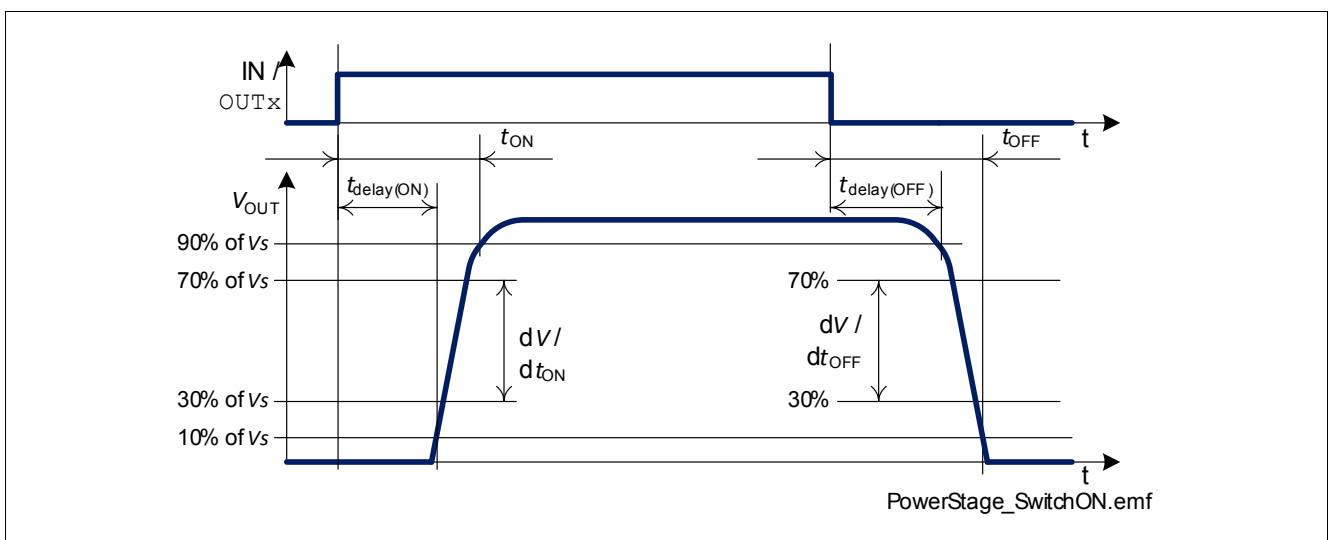 IN /
OUTx
t
tON
tOFF
VOUT
tdelay(ON)
tdelay(OFF)
90% of Vs
70% of Vs
70%
dV /
dtON
dV /
dtOFF
30% of Vs
30%
10% of Vs
t
PowerStage_SwitchON.emf